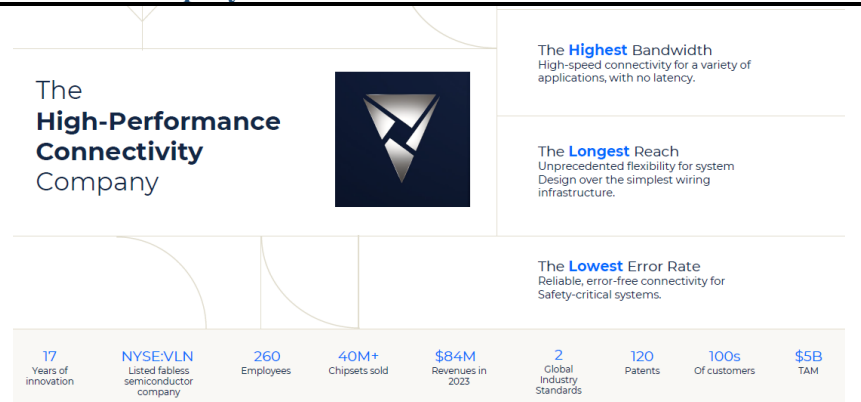 The
High-Performance
Connectivity
Company
The Highest Bandwidth
High-speed connectivity for a variety of
applications, with no latency.
The Longest Reach
Unprecedented flexibility for system
Design over the simplest wiring
infrastructure.
The Lowest Error Rate
Reliable, error-free connectivity for
Safety-critical systems.
17
Years of
innovation
NYSE:VLN
Listed fabless
semiconductor
company
260
Employees
40M+
Chipsets sold
$84M
Revenues in
2023
2
Global
Industry
Standards
120
Patents
100s
Of customers
$5B
TAM